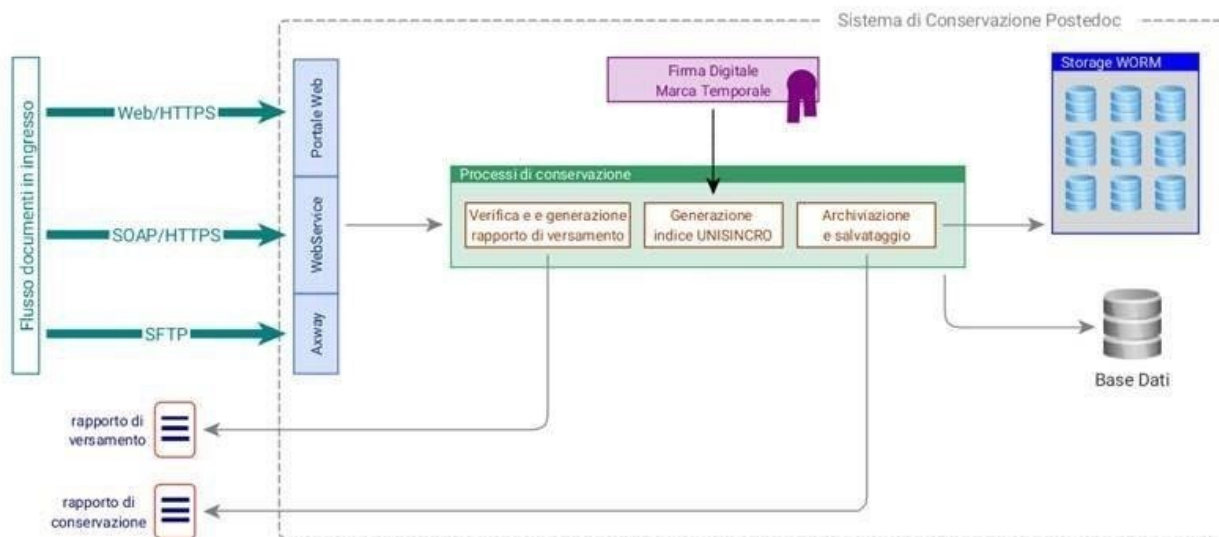 Sistema di Conservazione Postedoc
Flusso documenti in ingresso
Web/HTTPS
SOAP/HTTPS
SFTP
Portale Web
WebService
Axway
Firma Digitale
Marca Temporale
Storage WORM
Processi di conservazione
Verifica e e generazione
rapporto di versamento
Generazione
indice UNISINCRO
Archiviazione
e salvataggio
Base Dati
rapporto di
versamento
rapporto di
conservazione